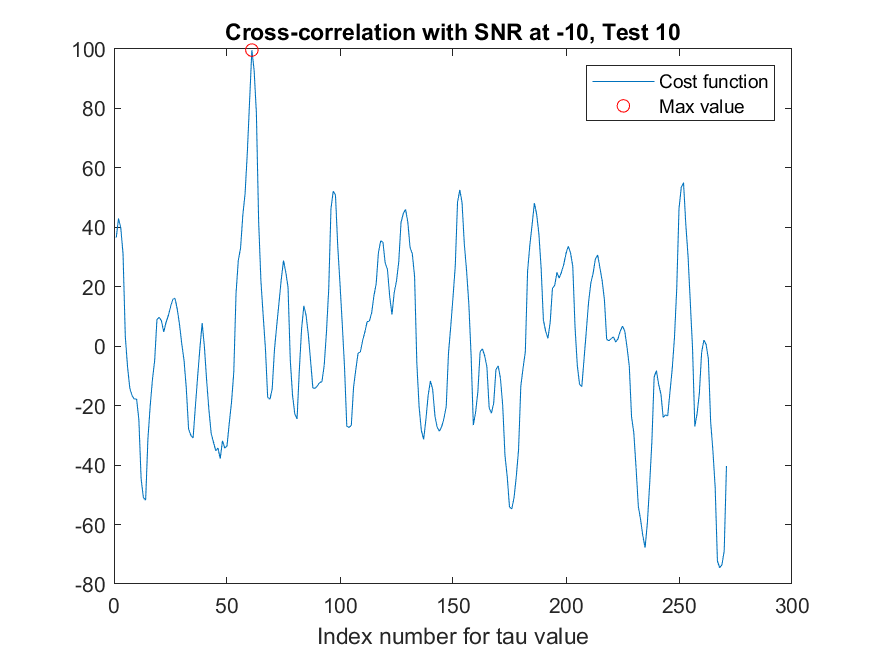 Cross-correlation with SNR at -10, Test 10
100
80
60
40
20
0
-20
-40
-60
-80
Cost function
Max value
0 50 100 150 200 250 300
Index number for tau value